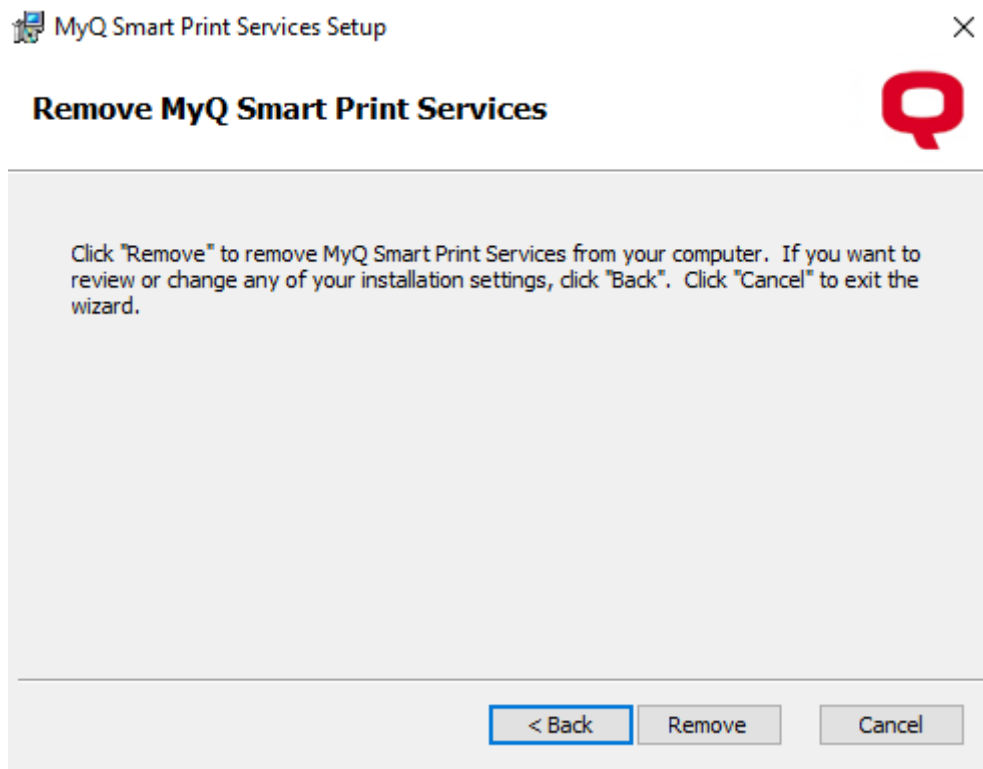 MyQ Smart Print Services Setup
Remove MyQ Smart Print Services
Q
Click "Remove" to remove MyQ Smart Print Services from your computer.  If you want to
review or change any of your installation settings, click "Back".  Click "Cancel" to exit the
wizard.
< Back
Remove
Cancel